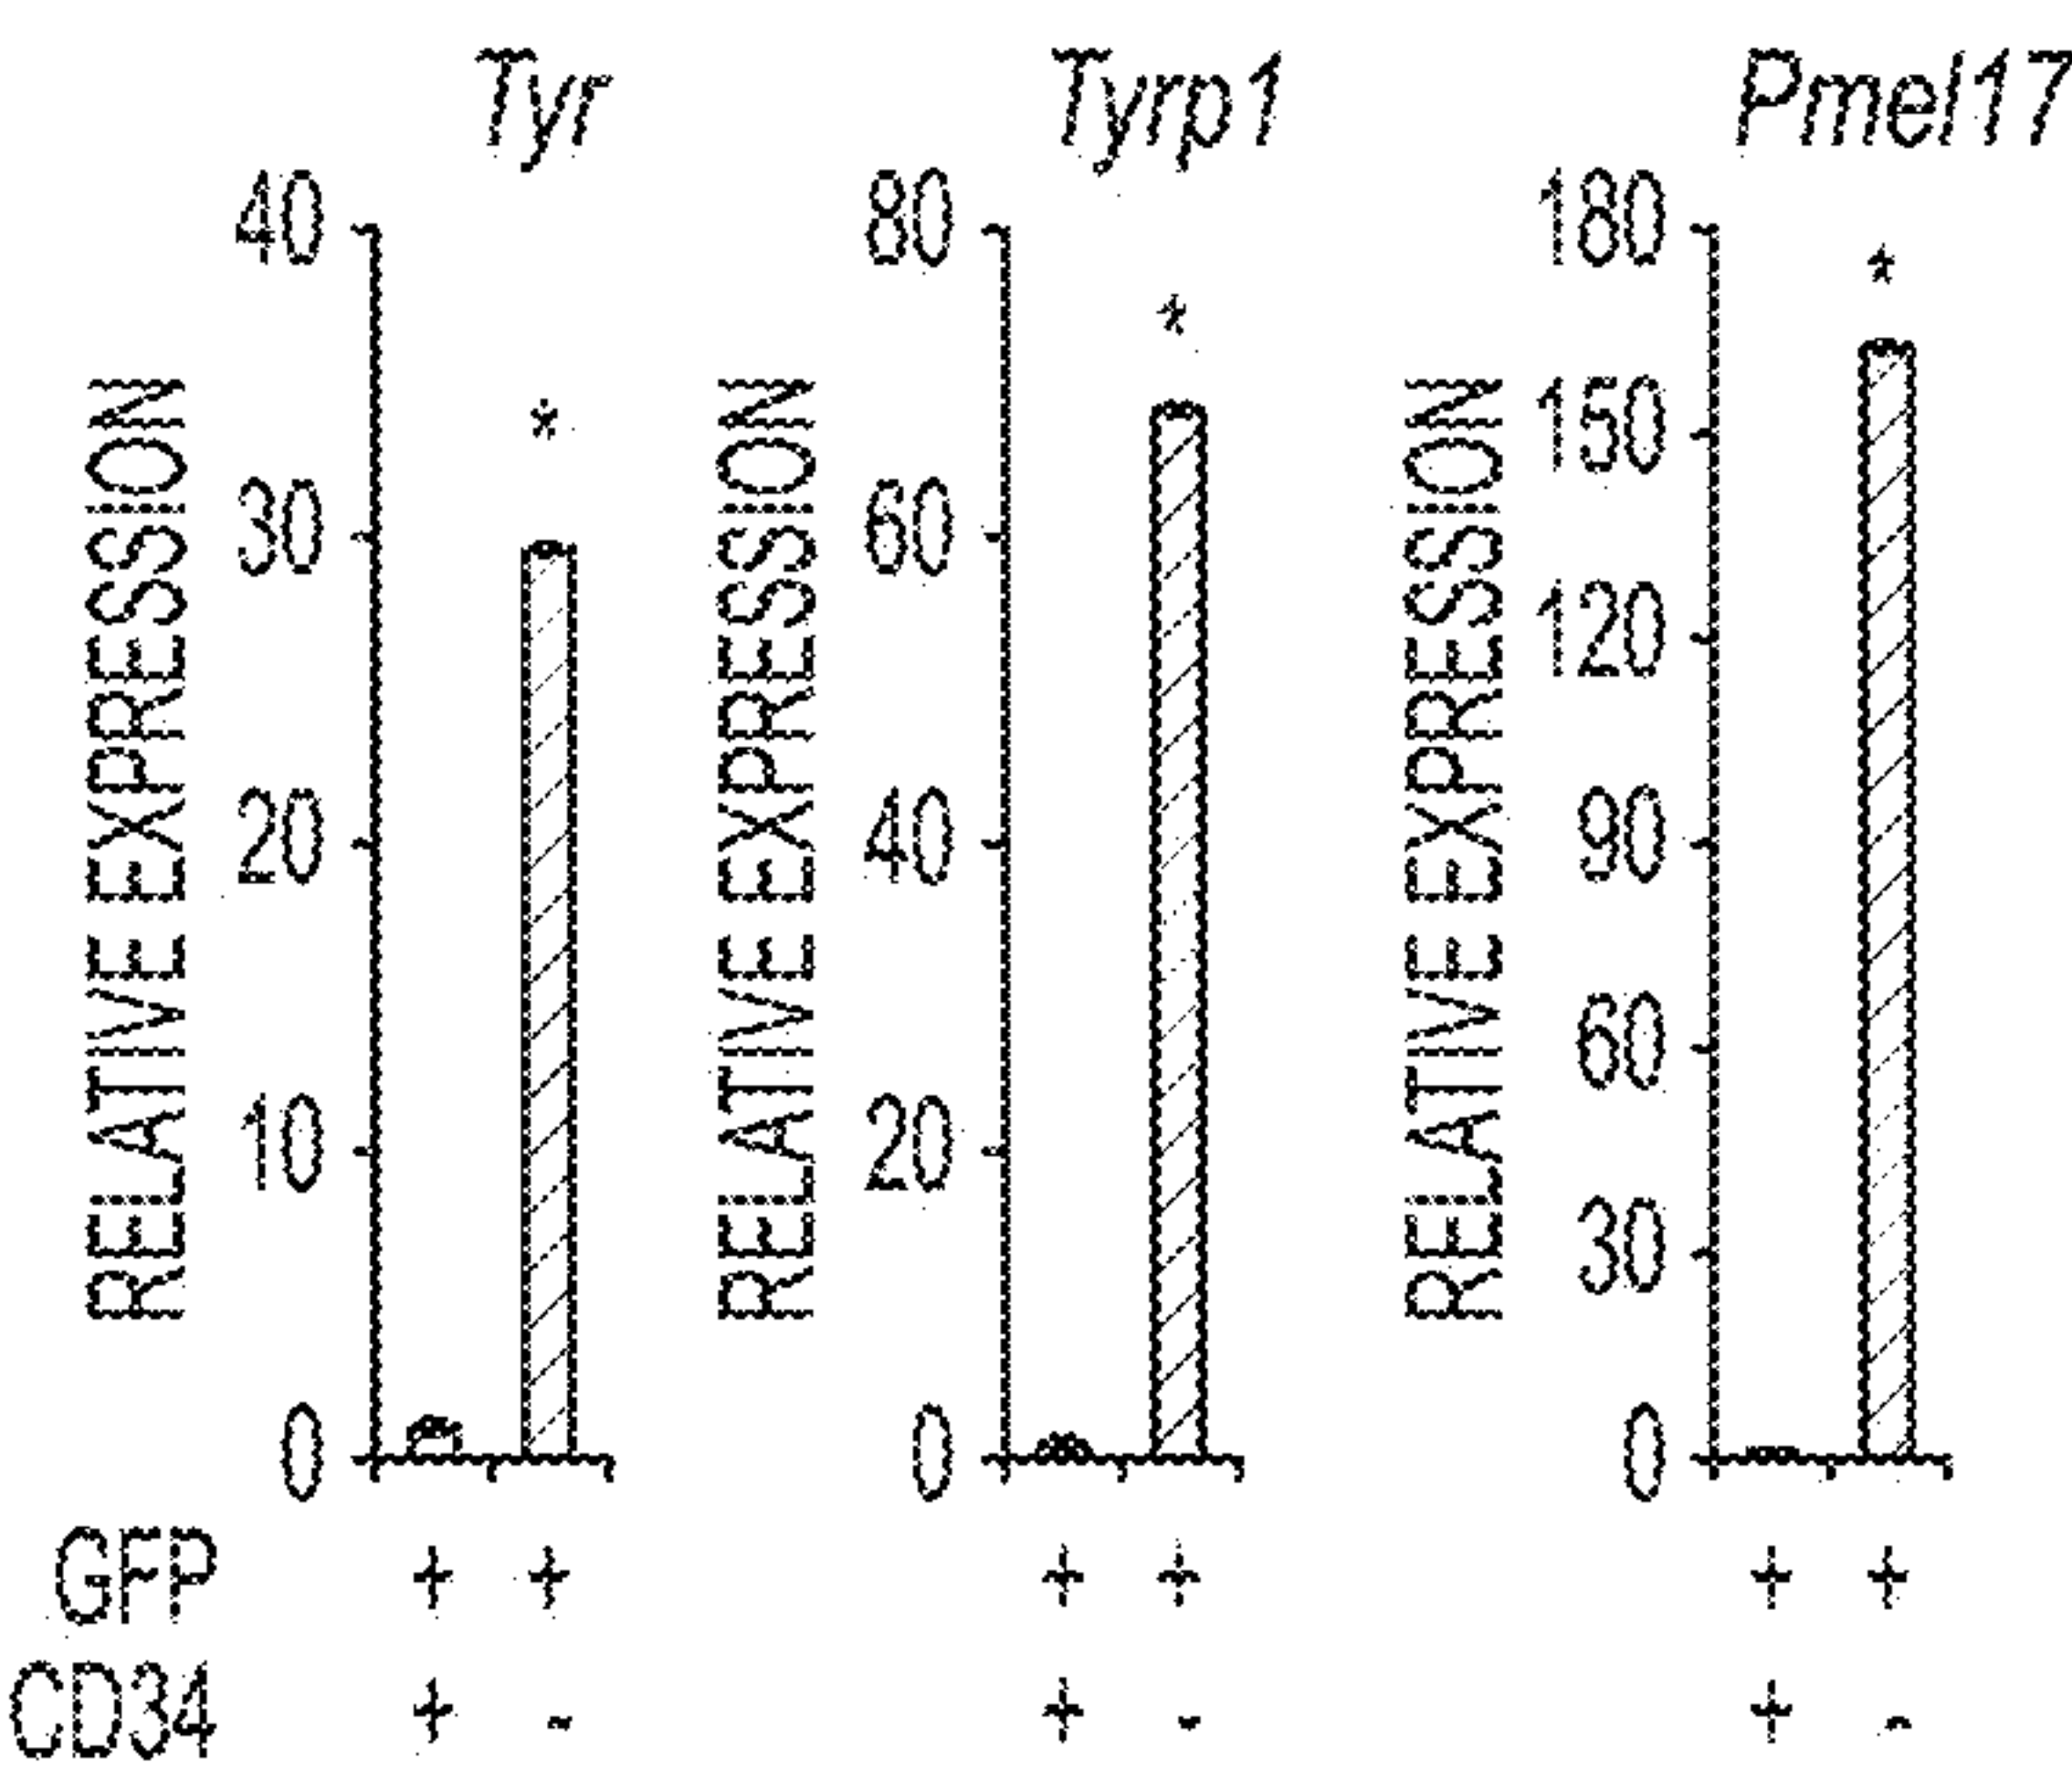 Tyr Tyrp1 Pmel17
40 80 180
* * *
30 60 150
120
20 40 90
60
10 20 30
0 0 0
RELATIVE EXPRESSION
RELATIVE EXPRESSION
RELATIVE EXPRESSION
GFP + + + + + +
CD34 + - + - + -